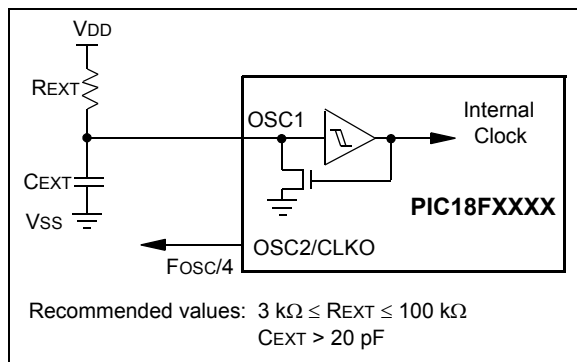 VDD
REXT
OSC1
Internal
Clock
CEXT
PIC18FXXXX
VSS
OSC2/CLKO
FOSC/4
Recommended values: 3 kΩ ≤ REXT ≤ 100 kΩ
CEXT > 20 pF